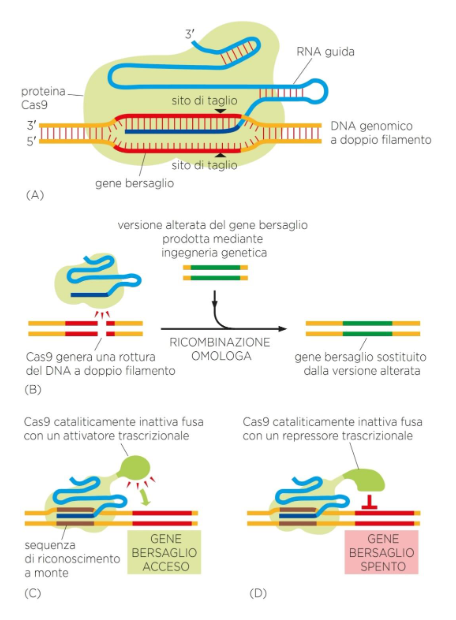 3′
RNA guida
proteina
Cas9
sito di taglio
3′
5′
DNA genomico
a doppio filamento
sito di taglio
gene bersaglio
(A)
versione alterata del gene bersaglio
prodotta mediante
ingegneria genetica
RICOMBINAZIONE
OMOLOGA
Cas9 genera una rottura
del DNA a doppio filamento
gene bersaglio sostituito
dalla versione alterata
(B)
Cas9 cataliticamente inattiva fusa
con un attivatore trascrizionale
sequenza
di riconoscimento
a monte
GENE
BERSAGLIO
ACCESO
(C)
Cas9 cataliticamente inattiva fusa
con un repressore trascrizionale
GENE
BERSAGLIO
SPENTO
(D)